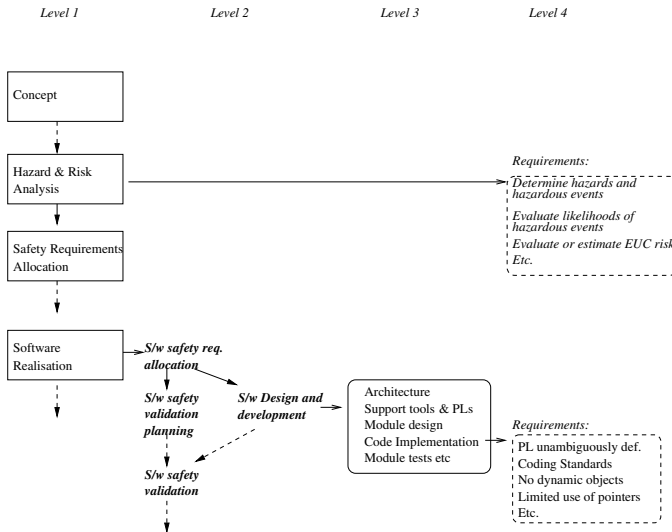 Level 1
Level 2
Level 3
Level 4
Concept
Hazard & Risk
Analysis
Requirements:
Determine hazards and
hazardous events
Evaluate likelihoods of
hazardous events
Evaluate or estimate EUC risk
Etc.
Safety Requirements
Allocation
Software
Realisation
S/w safety req.
allocation
S/w safety
validation
planning
S/w Design and
development
S/w safety
validation
Architecture
Support tools & PLs
Module design
Code Implementation
Module tests etc
Requirements:
PL unambiguously def.
Coding Standards
No dynamic objects
Limited use of pointers
Etc.